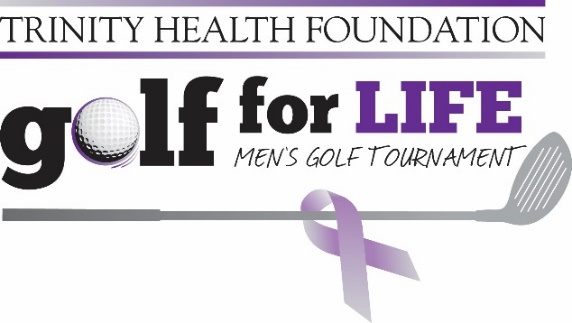 TRINITY HEALTH FOUNDATION
golf for LIFE
MEN'S GOLF TOURNAMENT